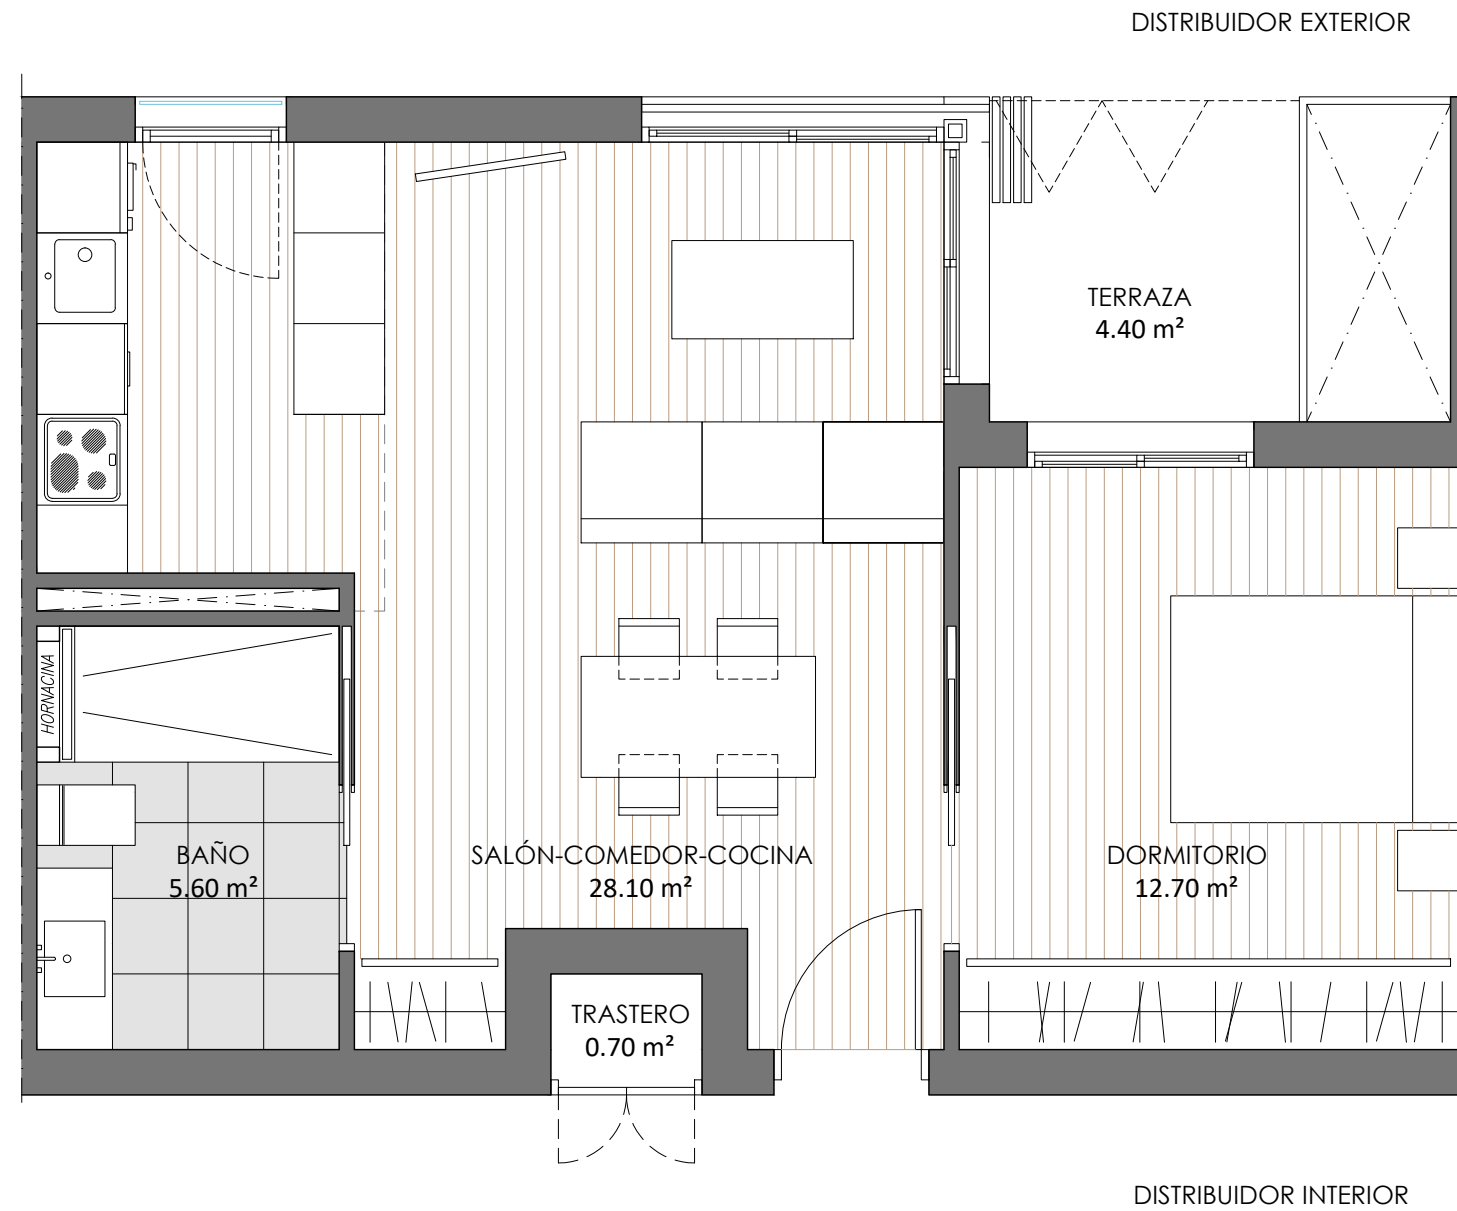 DISTRIBUIDOR EXTERIOR
TERRAZA
4.40 m²
HORNACINA
BAÑO
5.60 m²
SALÓN-COMEDOR-COCINA
28.10 m²
DORMITORIO
12.70 m²
TRASTERO
0.70 m²
DISTRIBUIDOR INTERIOR